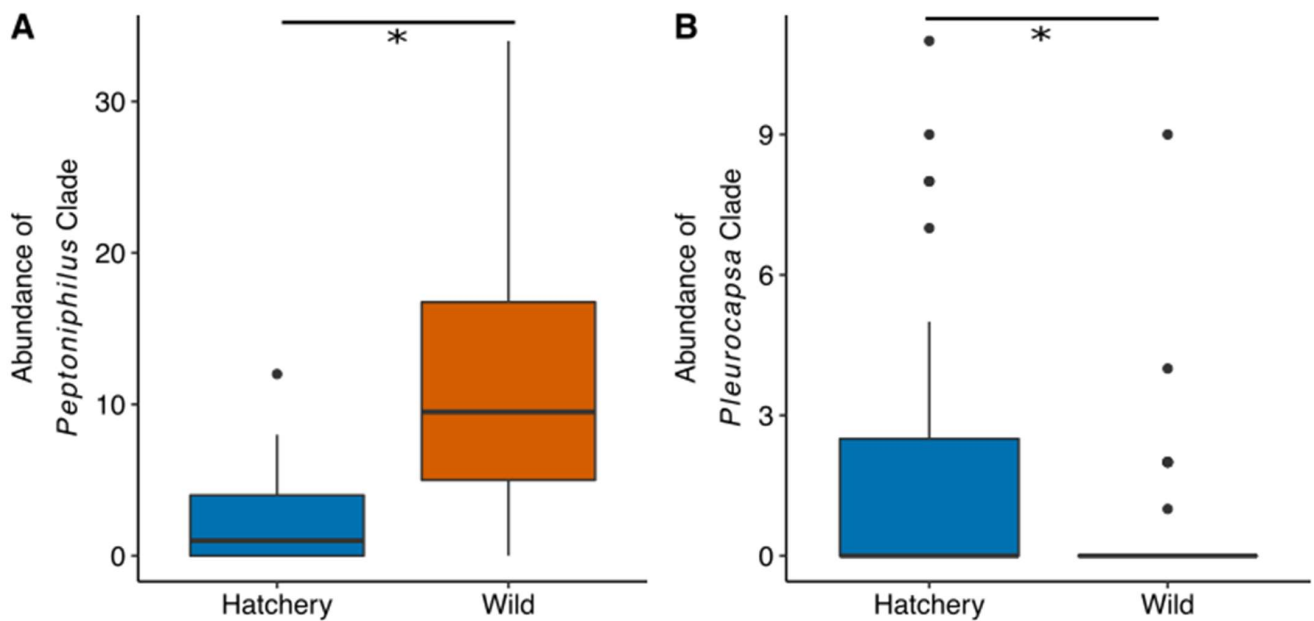 A
*
30
20
10
0
Abundance of
Peptoniphilus Clade
Hatchery
Wild
B
*
9
6
3
0
Abundance of
Pleurocapsa Clade
Hatchery
Wild